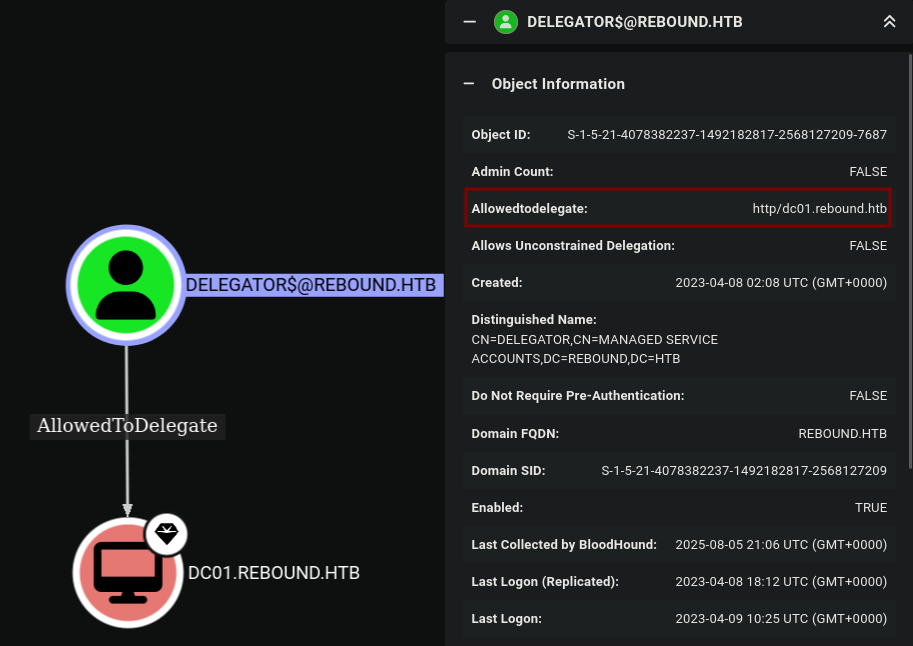 DELEGATOR$@REBOUND.HTB
Object Information
Object ID: S-1-5-21-4078382237-1492182817-2568127209-7687
Admin Count: FALSE
Allowedtodelegate: http/dc01.rebound.htb
Allows Unconstrained Delegation: FALSE
Created: 2023-04-08 02:08 UTC (GMT+0000)
Distinguished Name:
CN=DELEGATOR,CN=MANAGED SERVICE
ACCOUNTS,DC=REBOUND,DC=HTB
Do Not Require Pre-Authentication: FALSE
Domain FQDN: REBOUND.HTB
Domain SID: S-1-5-21-4078382237-1492182817-2568127209
Enabled: TRUE
Last Collected by BloodHound: 2025-08-05 21:06 UTC (GMT+0000)
Last Logon (Replicated): 2023-04-08 18:12 UTC (GMT+0000)
Last Logon: 2023-04-09 10:25 UTC (GMT+0000)
DELEGATOR$@REBOUND.HTB
AllowedToDelegate
DC01.REBOUND.HTB